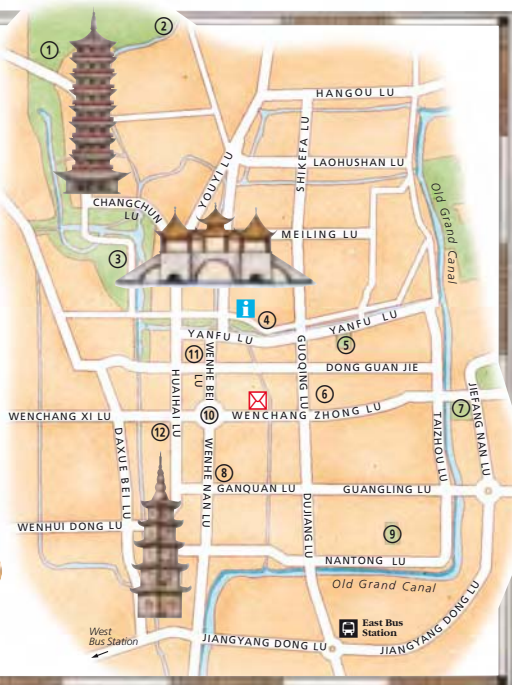 1
2
HANGOU LU
SHIKEFA LU
LAOHUSHAN LU
YOUYI LU
CHANGCHUN
LU
Old Grand Canal
MEILING LU
3
i
4
YANFU LU
YANFU LU
5
GUOQING LU
11
WENHE BEI
LU
DONG GUAN JIE
HUAIHAI LU
6
JIEFANG NAN LU
7
10
WENCHANG XI LU
WENCHANG ZHONG LU
TAIZHOU LU
12
DAXUE BEI LU
WENHE NAN LU
8
GANQUAN LU
GUANGLING LU
DUJIANG LU
WENHUI DONG LU
9
NANTONG LU
Old Grand Canal
East Bus
Station
West
Bus Station
JIANGYANG DONG LU
JIANGYANG DONG LU